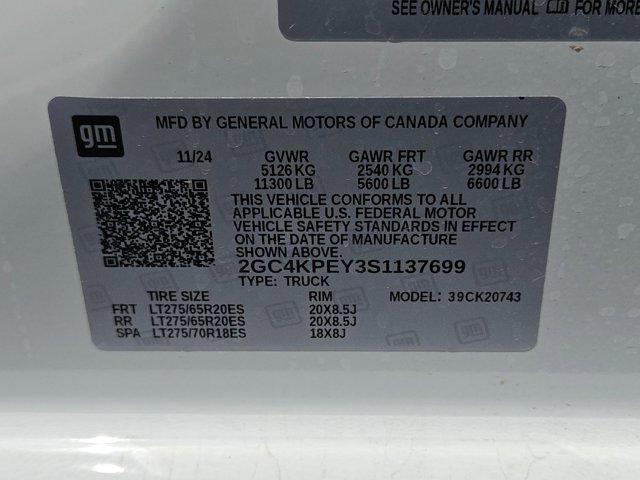 SEE OWNER'S MANUAL FOR MORE
gm
MFD BY GENERAL MOTORS OF CANADA COMPANY
11/24 GVWR GAWR FRT GAWR RR
5126 KG 2540 KG 2994 KG
11300 LB 5600 LB 6600 LB
THIS VEHICLE CONFORMS TO ALL
APPLICABLE U.S. FEDERAL MOTOR
VEHICLE SAFETY STANDARDS IN EFFECT
ON THE DATE OF MANUFACTURE
SHOWN ABOVE.
2GC4KPEY3S1137699
TYPE: TRUCK
TIRE SIZE RIM MODEL: 39CK20743
FRT LT275/65R20ES 20X8.5J
RR LT275/65R20ES 20X8.5J
SPA LT275/70R18ES 18X8J